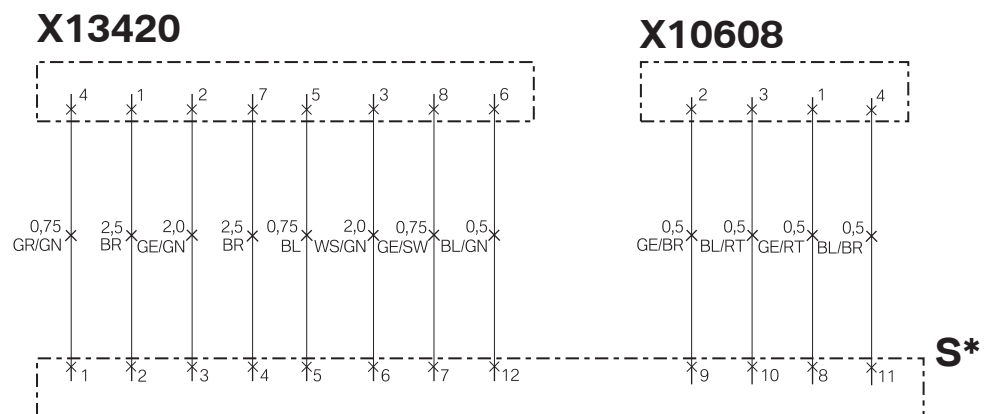 X13420 X10608
4 1 2 7 5 3 8 6 2 3 1 4
0,75 2,5 2,0 2,5 0,75 2,0 0,75 0,5 0,5 0,5 0,5 0,5
GR/GN BR GE/GN BR BL WS/GN GE/SW BL/GN GE/BR BL/RT GE/RT BL/BR
S*
1 2 3 4 5 6 7 12 9 10 8 11